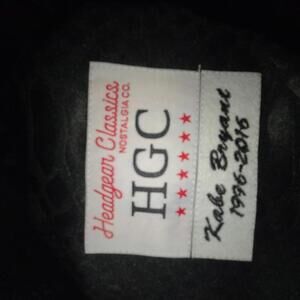 Headgear Classics
NOSTALGIA CO.
HGC
Kobe Bryant
1996-2016